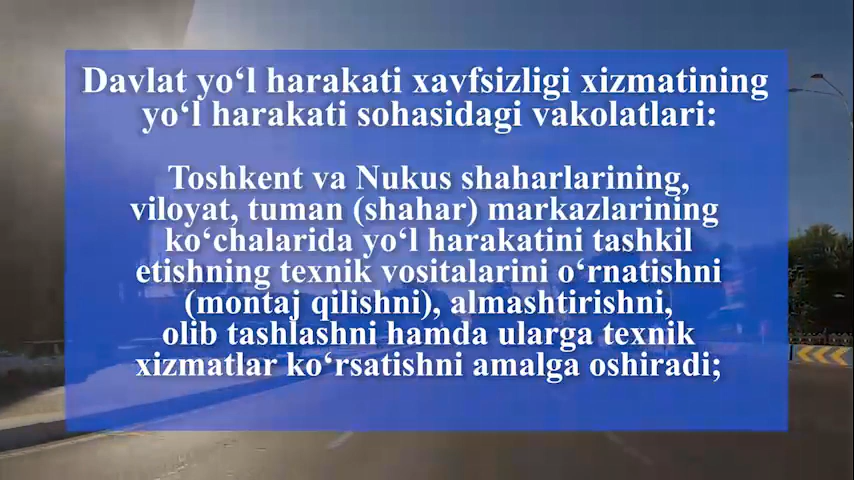 Davlat yo‘l harakati xavfsizligi xizmatining
yo‘l harakati sohasidagi vakolatlari:
Toshkent va Nukus shaharlarining,
viloyat, tuman (shahar) markazlarining
ko‘chalarida yo‘l harakatini tashkil
etishning texnik vositalarini o‘rnatishni
(montaj qilishni), almashtirishni,
olib tashlashni hamda ularga texnik
xizmatlar ko‘rsatishni amalga oshiradi;